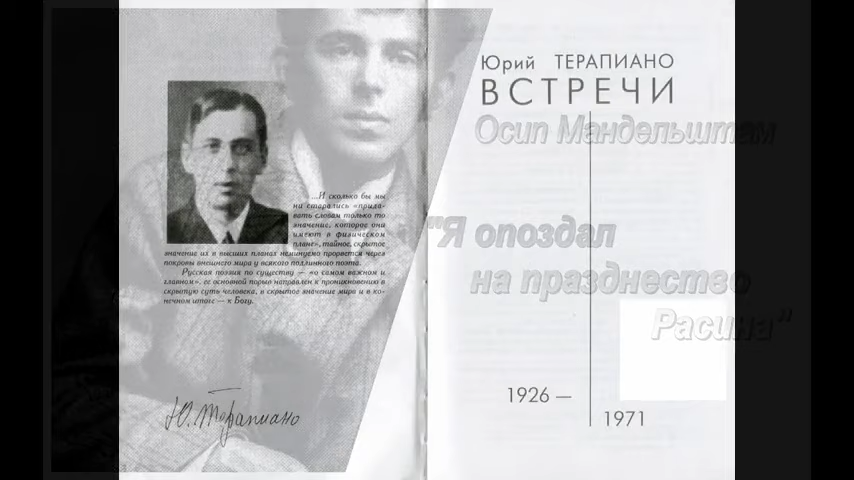 ...И сколько бы мы
ни старались «прида-
вать словам только то
значение, которое они
имеют в физическом
плане», тайное, скрытое
значение их в высших планах неминуемо прорвется через
покровы внешнего мира у всякого подлинного поэта.
Русская поэзия по существу — «о самом важном и
главном», ее основной порыв направлен к проникновению в
скрытую суть человека, в скрытое значение мира и в ко-
нечном итоге — к Богу.
Ю. Терапиано
Юрий ТЕРАПИАНО
ВСТРЕЧИ
Осип Мандельштам
"Я опоздал
на празднество
Расина"
1926 —
1971